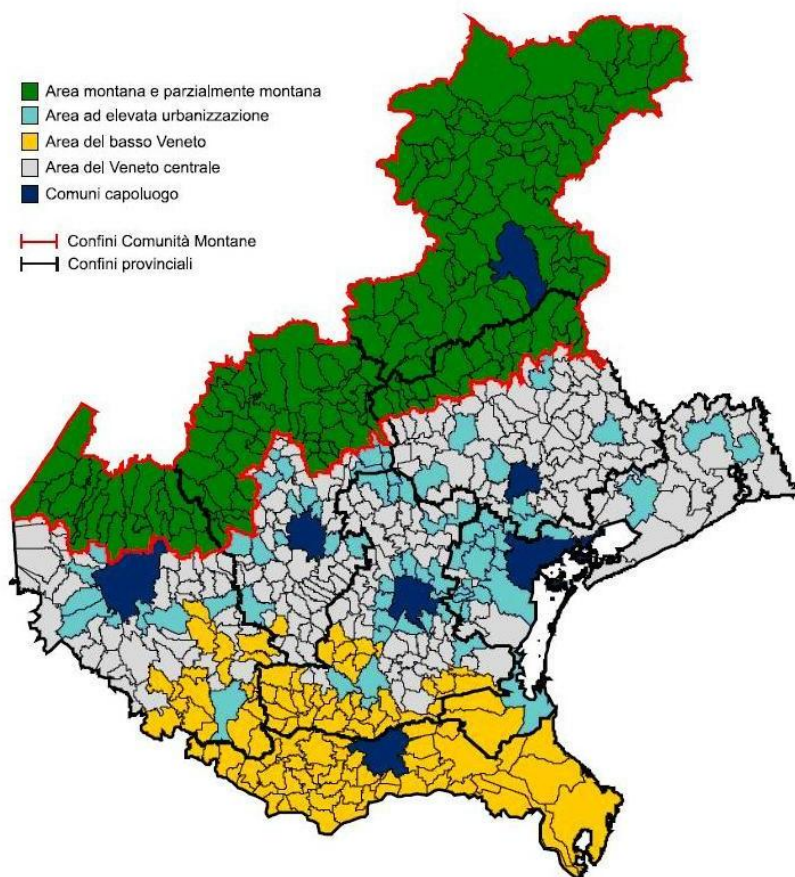 Area montana e parzialmente montana
Area ad elevata urbanizzazione
Area del basso Veneto
Area del Veneto centrale
Comuni capoluogo
Confini Comunità Montane
Confini provinciali